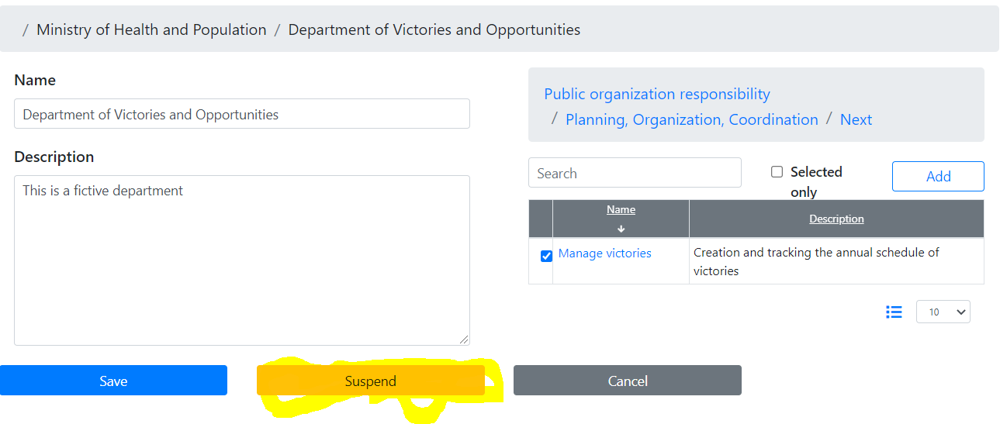 / Ministry of Health and Population / Department of Victories and Opportunities
Name
Department of Victories and Opportunities
Description
This is a fictive department
Public organization responsibility
/ Planning, Organization, Coordination / Next
Search
Selected
only
Add
Name
Description
Manage victories
Creation and tracking the annual schedule of
victories
10
Save
Suspend
Cancel